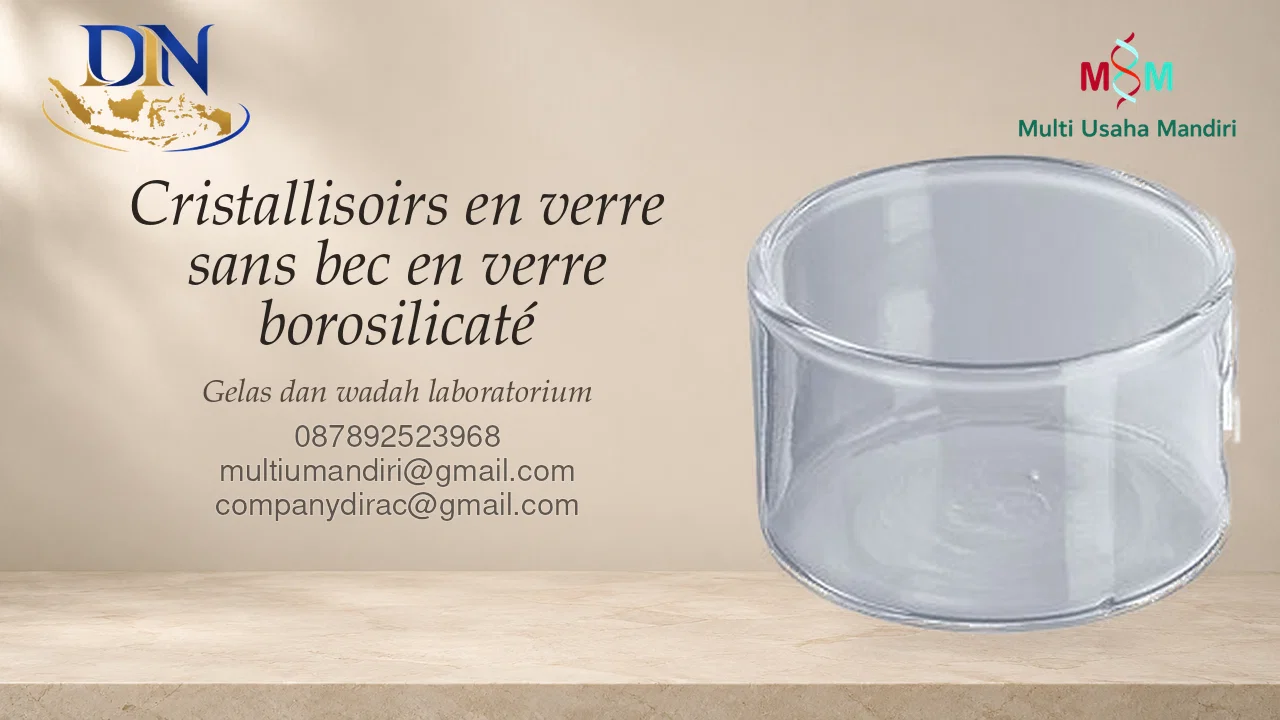 DN
M M
Multi Usaha Mandiri
Cristallisoirs en verre
sans bec en verre
borosilicaté
Gelas dan wadah laboratorium
087892523968
multiumandiri@gmail.com
companydirac@gmail.com